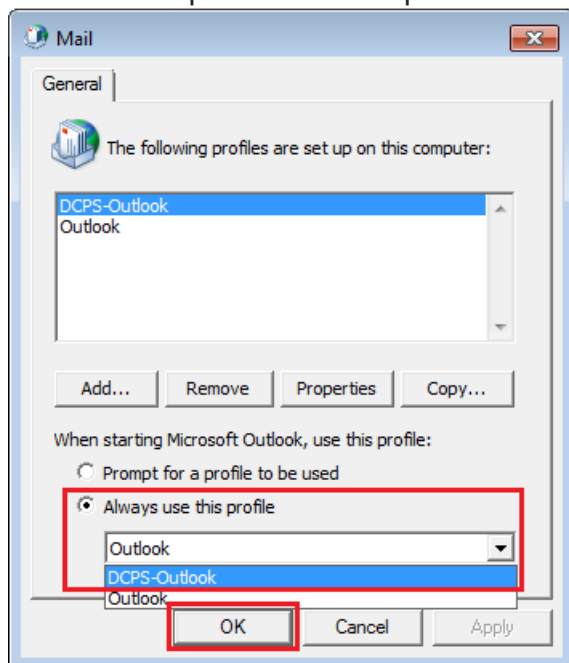 Mail
General
The following profiles are set up on this computer:
DCPS-Outlook
Outlook
Add... Remove Properties Copy...
When starting Microsoft Outlook, use this profile:
Prompt for a profile to be used
Always use this profile
Outlook
DCPS-Outlook
Outlook
OK Cancel Apply